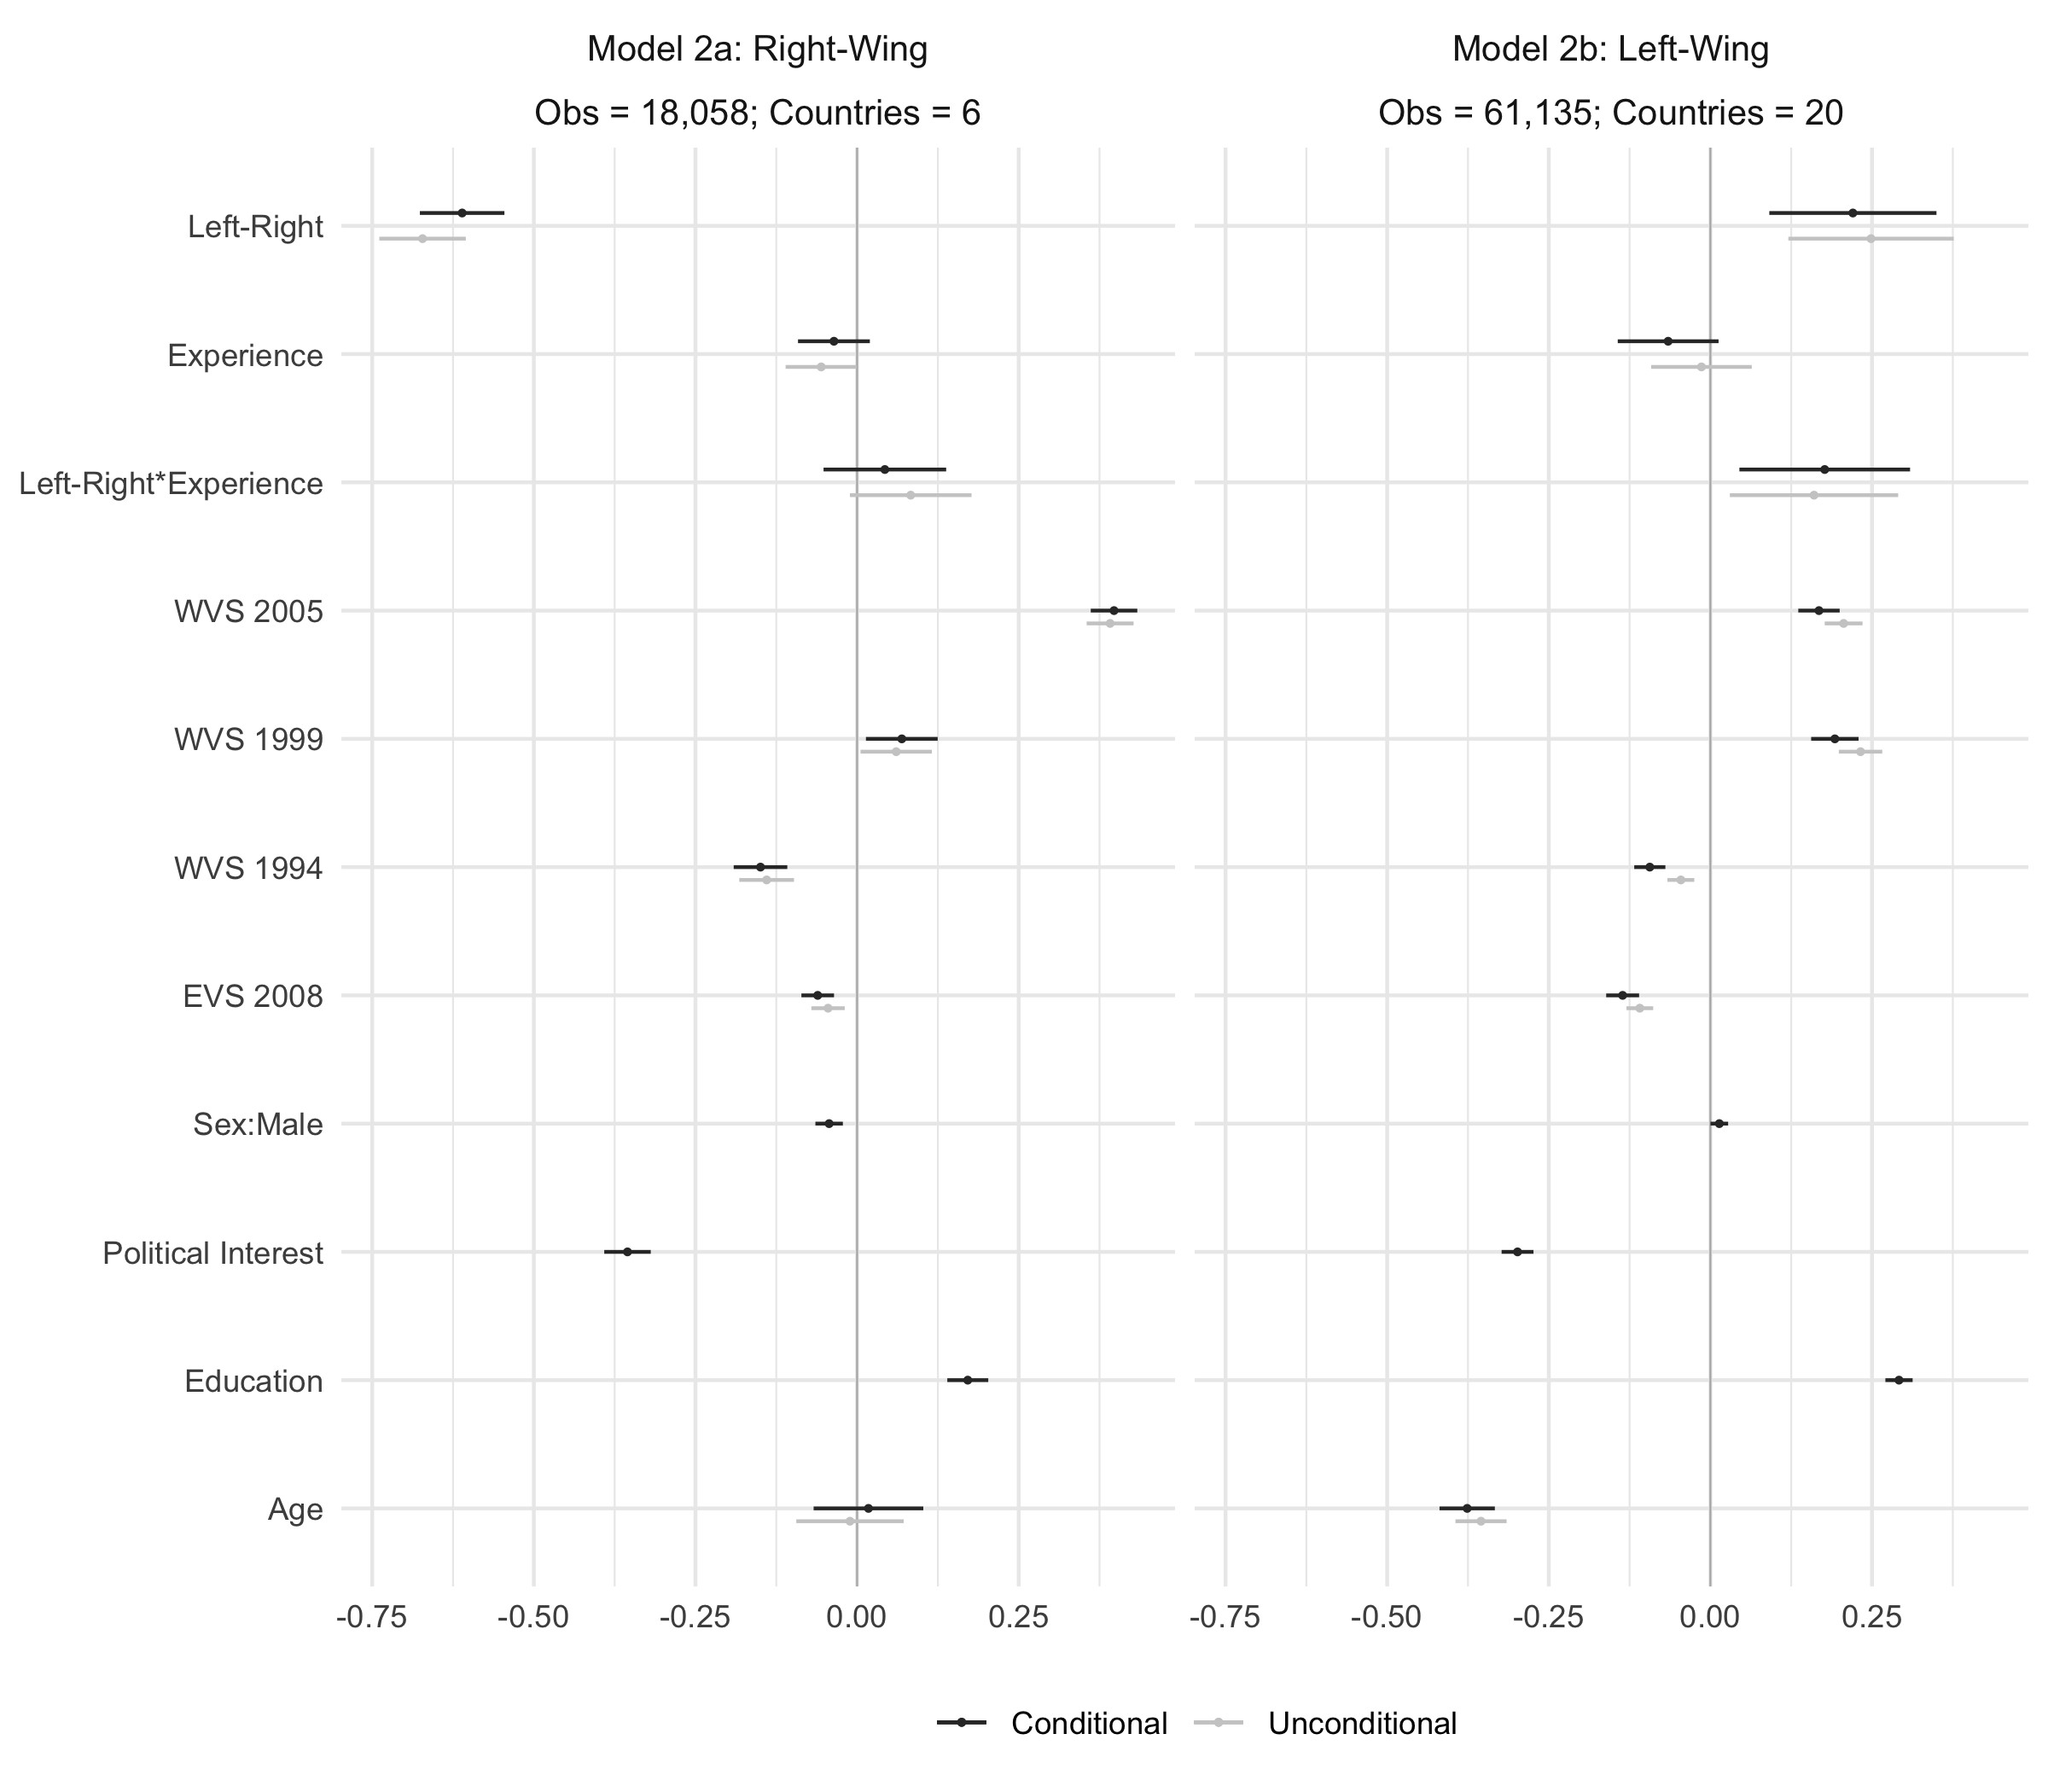 Model 2a: Right-Wing
Obs = 18,058; Countries = 6
Model 2b: Left-Wing
Obs = 61,135; Countries = 20
Left-Right
Experience
Left-Right*Experience
WVS 2005
WVS 1999
WVS 1994
EVS 2008
Sex:Male
Political Interest
Education
Age
-0.75 -0.50 -0.25 0.00 0.25
-0.75 -0.50 -0.25 0.00 0.25
Conditional Unconditional